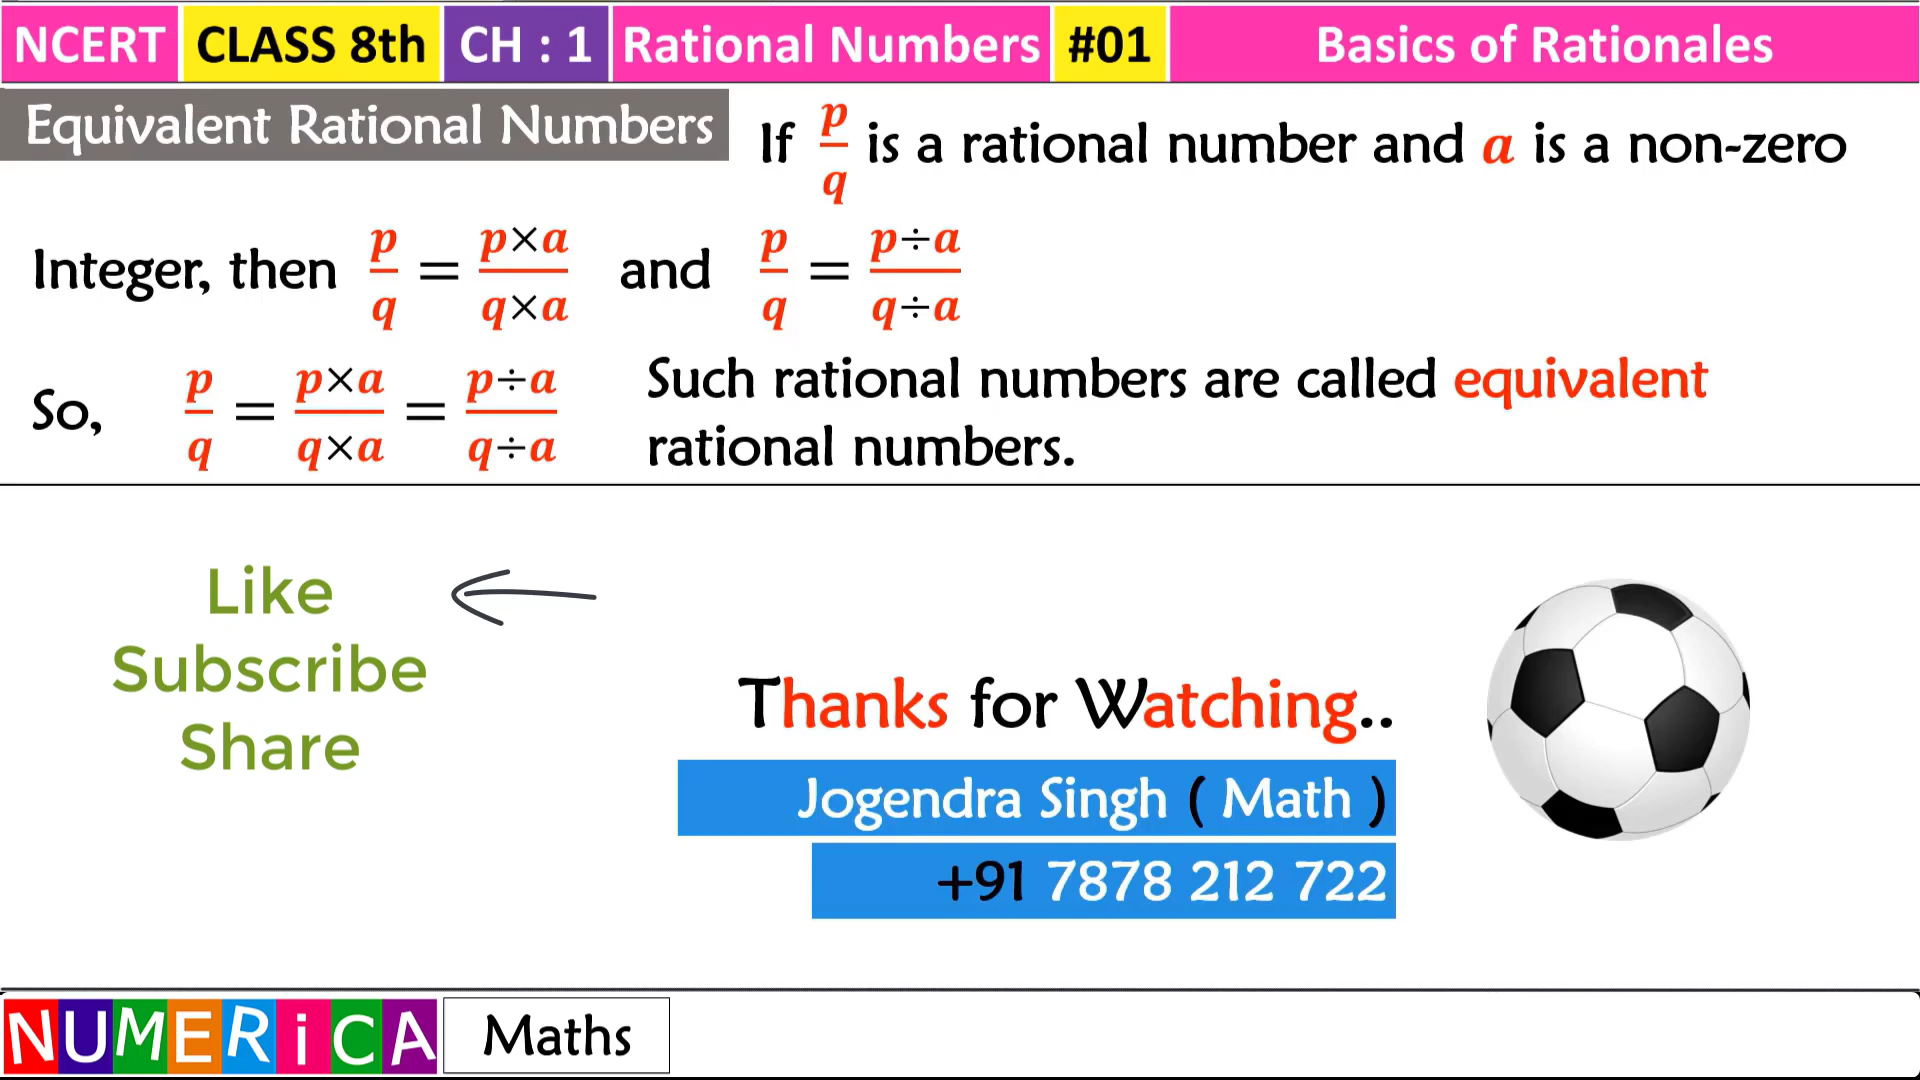 NCERT CLASS 8th CH : 1 Rational Numbers #01 Basics of Rationales
Equivalent Rational Numbers If p/q is a rational number and a is a non-zero
Integer, then p/q = p×a/q×a and p/q = p÷a/q÷a
So, p/q = p×a/q×a = p÷a/q÷a
Such rational numbers are called equivalent
rational numbers.
Like
Subscribe
Share
Thanks for Watching..
Jogendra Singh ( Math )
+91 7878 212 722
NUMERiCA Maths